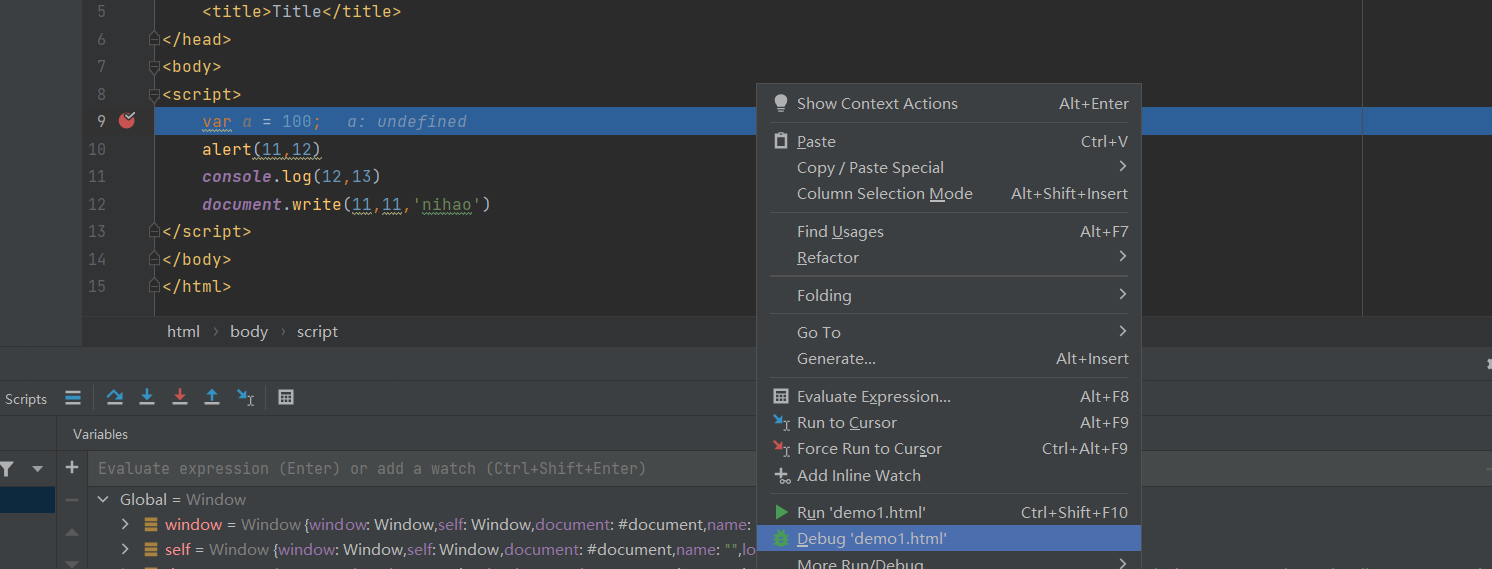 5 <title>Title</title>
6 </head>
7 <body>
8 <script>
9 var a = 100; a: undefined
10 alert(11,12)
11 console.log(12,13)
12 document.write(11,11,'nihao')
13 </script>
14 </body>
15 </html>
html › body › script
Show Context Actions Alt+Enter
Paste Ctrl+V
Copy / Paste Special
Column Selection Mode Alt+Shift+Insert
Find Usages Alt+F7
Refactor
Folding
Go To
Generate... Alt+Insert
Evaluate Expression... Alt+F8
Run to Cursor Alt+F9
Force Run to Cursor Ctrl+Alt+F9
Add Inline Watch
Run 'demo1.html' Ctrl+Shift+F10
Debug 'demo1.html'
More Run/Debug
Scripts
Variables
Evaluate expression (Enter) or add a watch (Ctrl+Shift+Enter)
Global = Window
window = Window {window: Window,self: Window,document: #document,name:
self = Window {window: Window,self: Window,document: #document,name: "",lo